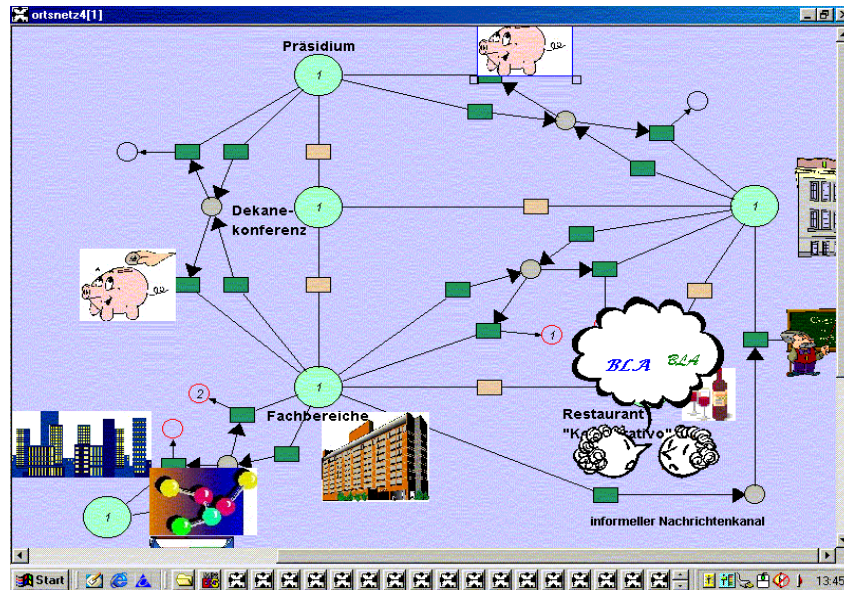 ortsnetz4[1]
Präsidium
1
1
Dekane-
konferenz
1
1
BLA BLA
1
2
Fachbereiche
Restaurant
1
informeller Nachrichtenkanal
Start
13:45